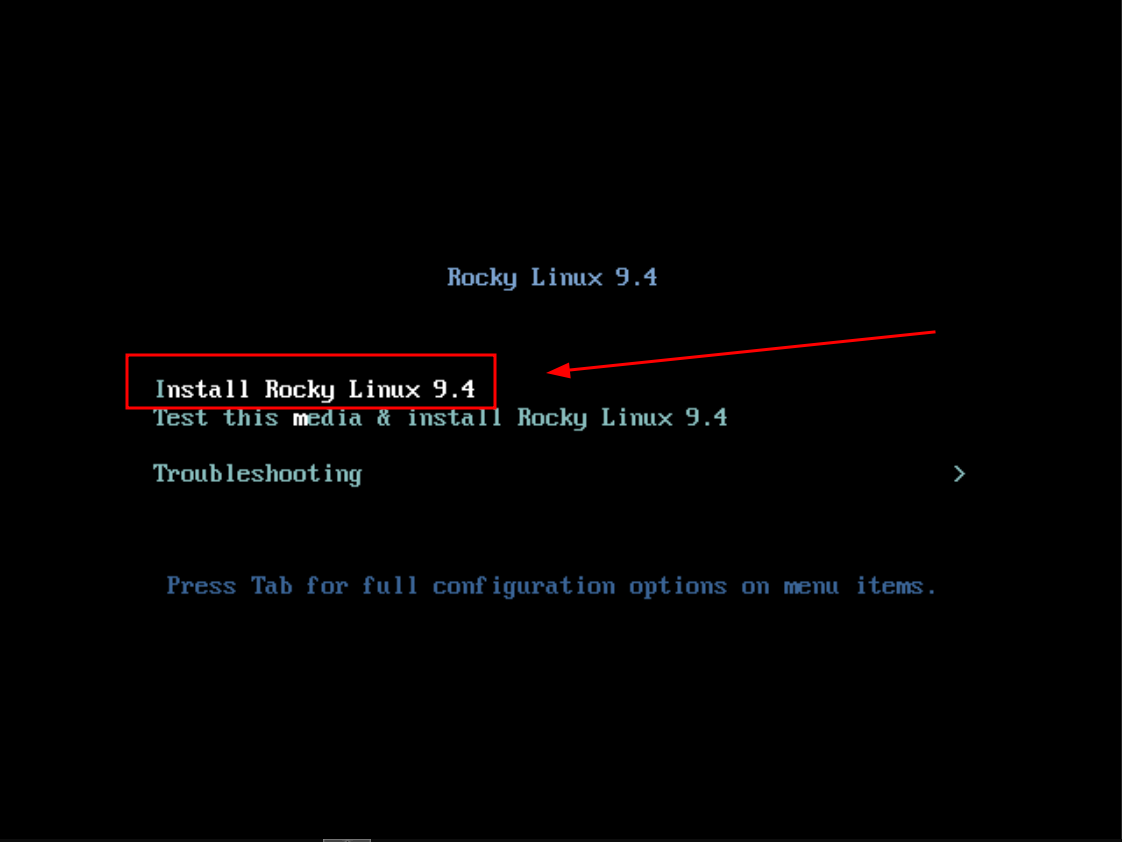 Rocky Linux 9.4
Install Rocky Linux 9.4
Test this media & install Rocky Linux 9.4
Troubleshooting >
Press Tab for full configuration options on menu items.